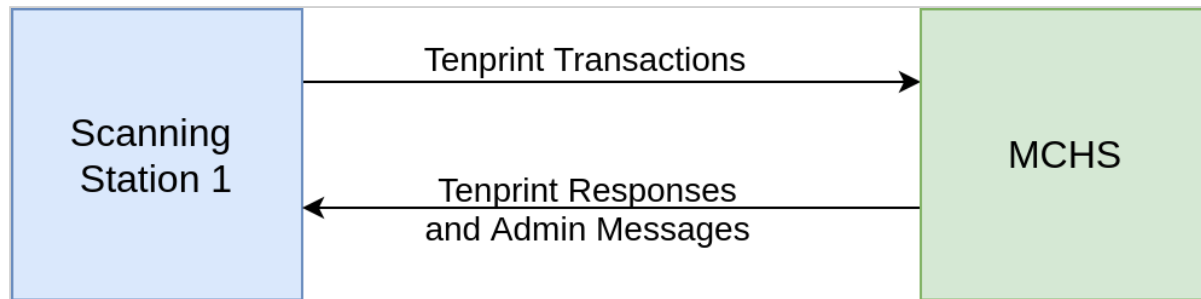 Scanning
Station 1
Tenprint Transactions
Tenprint Responses
and Admin Messages
MCHS